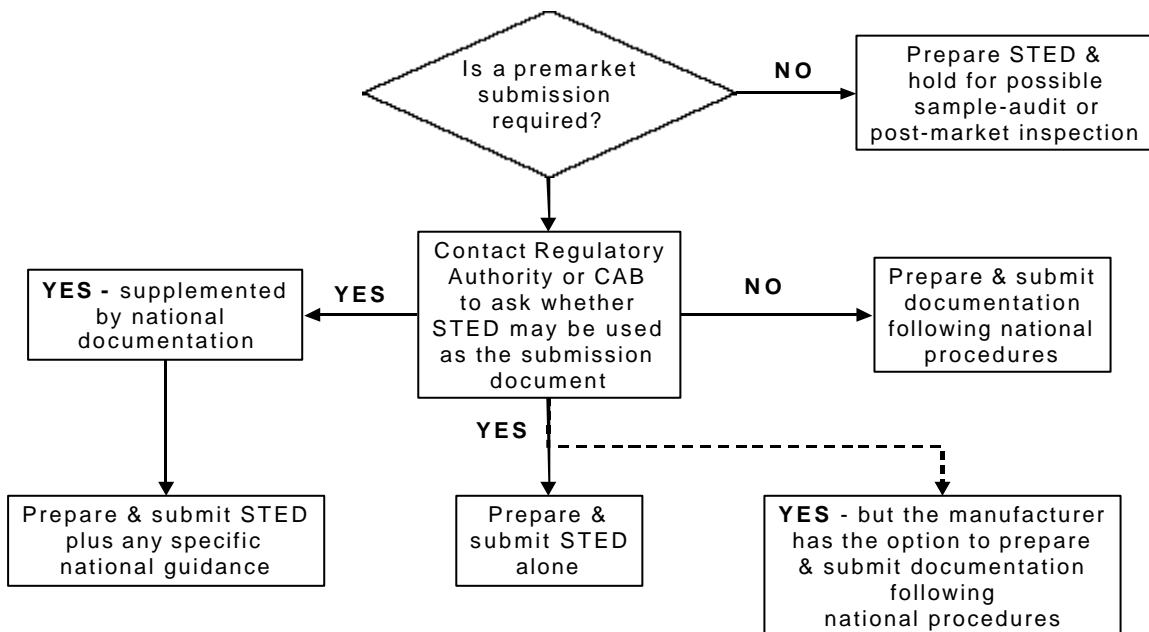 Is a premarket
submission
required?
NO
Prepare STED &
hold for possible
sample-audit or
post-market inspection
Contact Regulatory
Authority or CAB
to ask whether
STED may be used
as the submission
document
YES
YES - supplemented
by national
documentation
NO
Prepare & submit
documentation
following national
procedures
YES
Prepare & submit STED
plus any specific
national guidance
Prepare &
submit STED
alone
YES - but the manufacturer
has the option to prepare
& submit documentation
following
national procedures